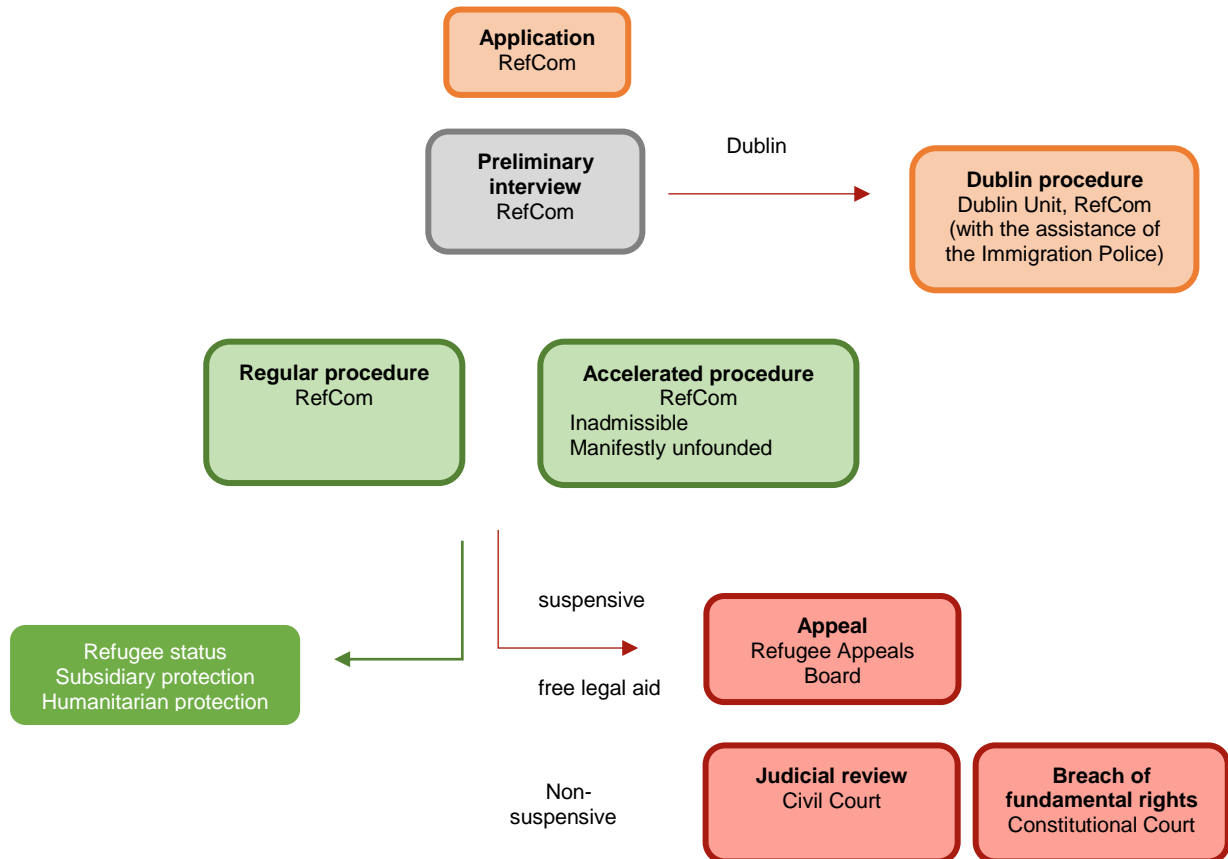 Application
RefCom
Preliminary
interview
RefCom
Dublin
Dublin procedure
Dublin Unit, RefCom
(with the assistance of
the Immigration Police)
Regular procedure
RefCom
Accelerated procedure
RefCom
Inadmissible
Manifestly unfounded
suspensive
free legal aid
Appeal
Refugee Appeals
Board
Refugee status
Subsidiary protection
Humanitarian protection
Non-
suspensive
Judicial review
Civil Court
Breach of
fundamental rights
Constitutional Court